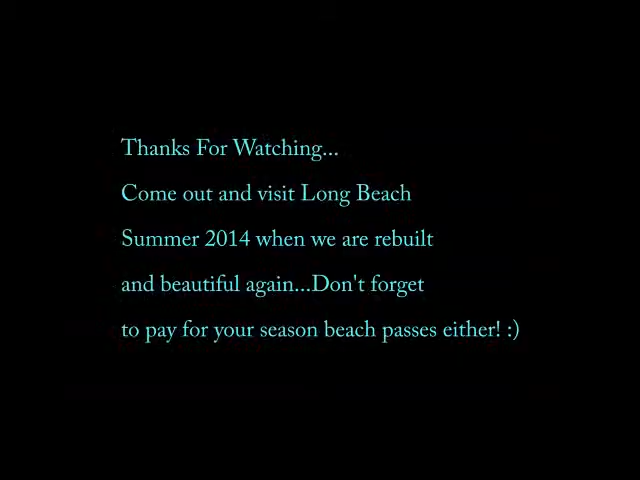 Thanks For Watching...
Come out and visit Long Beach
Summer 2014 when we are rebuilt
and beautiful again...Don't forget
to pay for your season beach passes either! :)